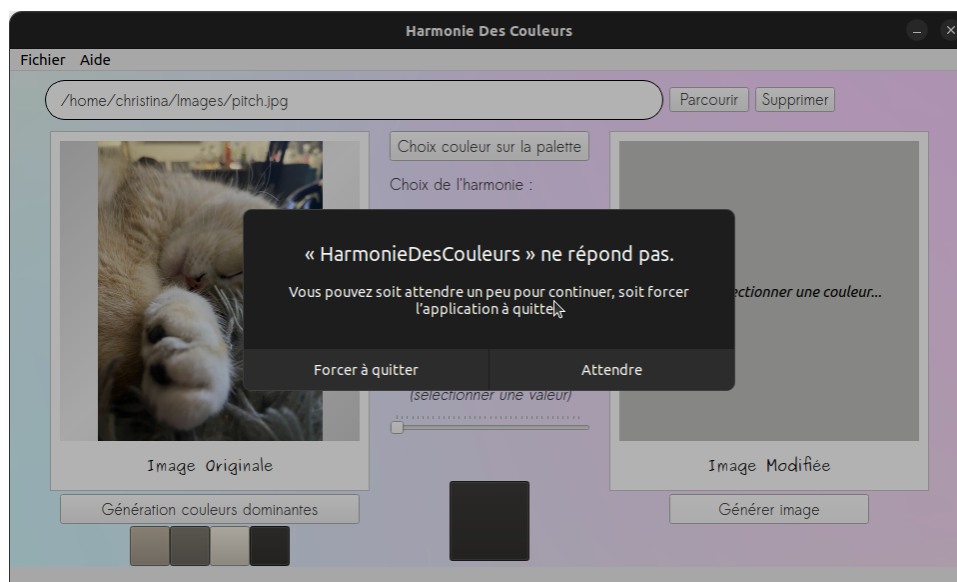 Harmonie Des Couleurs
Fichier Aide
/home/christina/Images/pitch.jpg
Parcourir
Supprimer
Choix couleur sur la palette
Choix de l'harmonie :
« HarmonieDesCouleurs » ne répond pas.
Vous pouvez soit attendre un peu pour continuer, soit forcer
l'application à quitter
ectionner une couleur...
Forcer à quitter
Attendre
(sélectionner une valeur)
Image Originale
Image Modifiée
Génération couleurs dominantes
Générer image